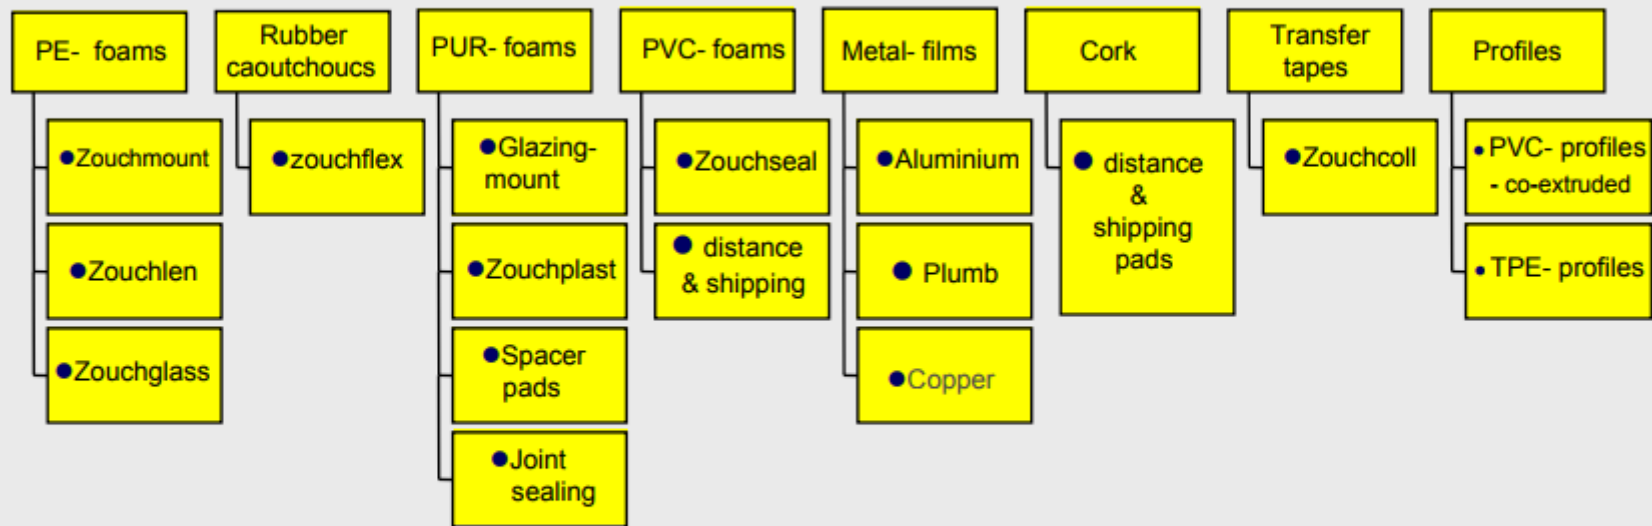 PE- foams
Rubber
caoutchoucs
PUR- foams
PVC- foams
Metal- films
Cork
Transfer
tapes
Profiles
●Zouchmount
●Zouchlen
●Zouchglass
●zouchflex
●Glazing-
mount
●Zouchplast
●Spacer
pads
●Joint
sealing
●Zouchseal
● distance
& shipping
●Aluminium
● Plumb
●Copper
● distance
&
shipping
pads
●Zouchcoll
• PVC- profiles
- co-extruded
• TPE- profiles